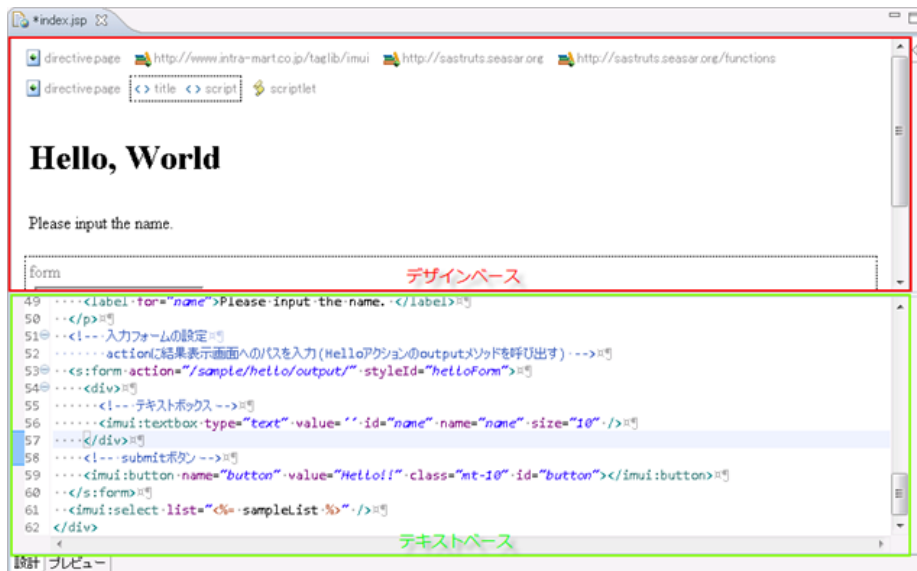 *index.jsp
directive.page http://www.intra-mart.co.jp/taglib/imui http://sastruts.seasar.org http://sastruts.seasar.org/functions
directive.page <> title <> script scriptlet
Hello, World
Please input the name.
form
デザインベース
49 ····<label·for="name">Please·input·the·name.·</label>¤¶
50 ··</p>¤¶
51 ··<!--·入力フォームの設定¤¶
52 ·······actionに結果表示画面へのパスを入力(Helloアクションのoutputメソッドを呼び出す)·-->¤¶
53 ··<s:form·action="/sample/hello/output/"·styleId="helloForm">¤¶
54 ····<div>¤¶
55 ······<!--·テキストボックス·-->¤¶
56 ······<imui:textbox·type="text"·value=''·id="name"·name="name"·size="10"·/>¤¶
57 ····</div>¤¶
58 ····<!--·submitボタン·-->¤¶
59 ····<imui:button·name="button"·value="Hello!!"·class="mt-10"·id="button"></imui:button>¤¶
60 ··</s:form>¤¶
61 ··<imui:select·list="<%=·sampleList·%>"·/>¤¶
62 </div>
テキストベース
設計 プレビュー